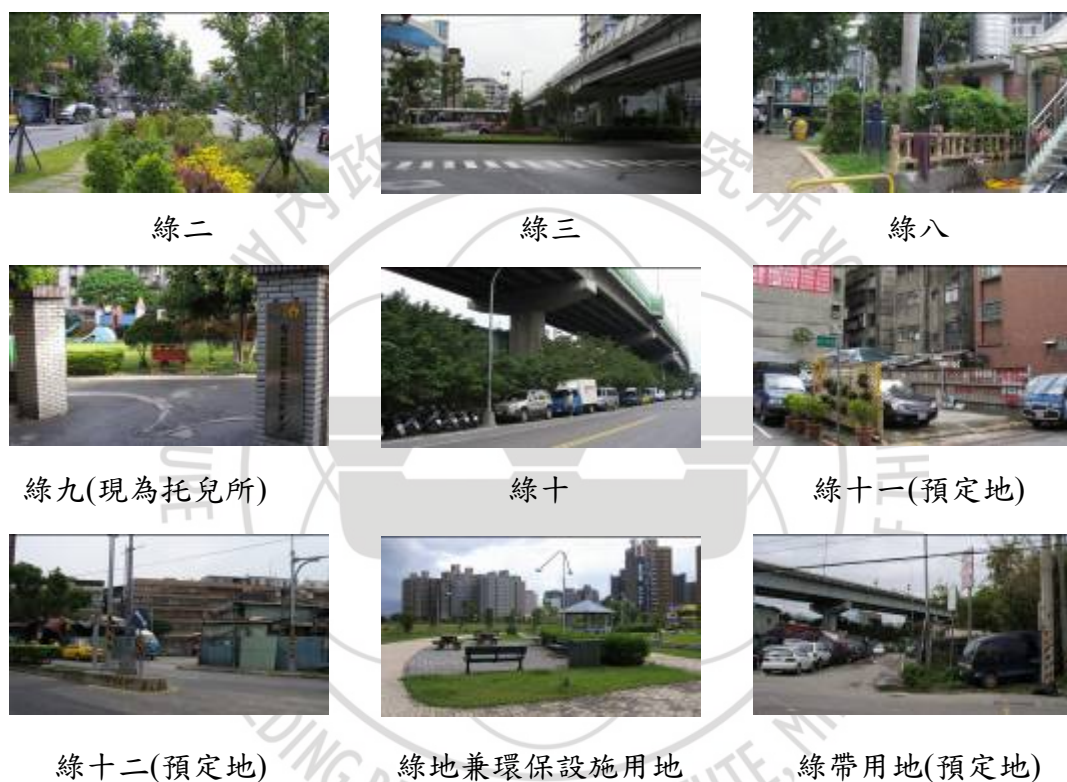 綠二
綠三
綠八
綠九(現為托兒所)
綠十
綠十一(預定地)
綠十二(預定地)
綠地兼環保設施用地
綠帶用地(預定地)